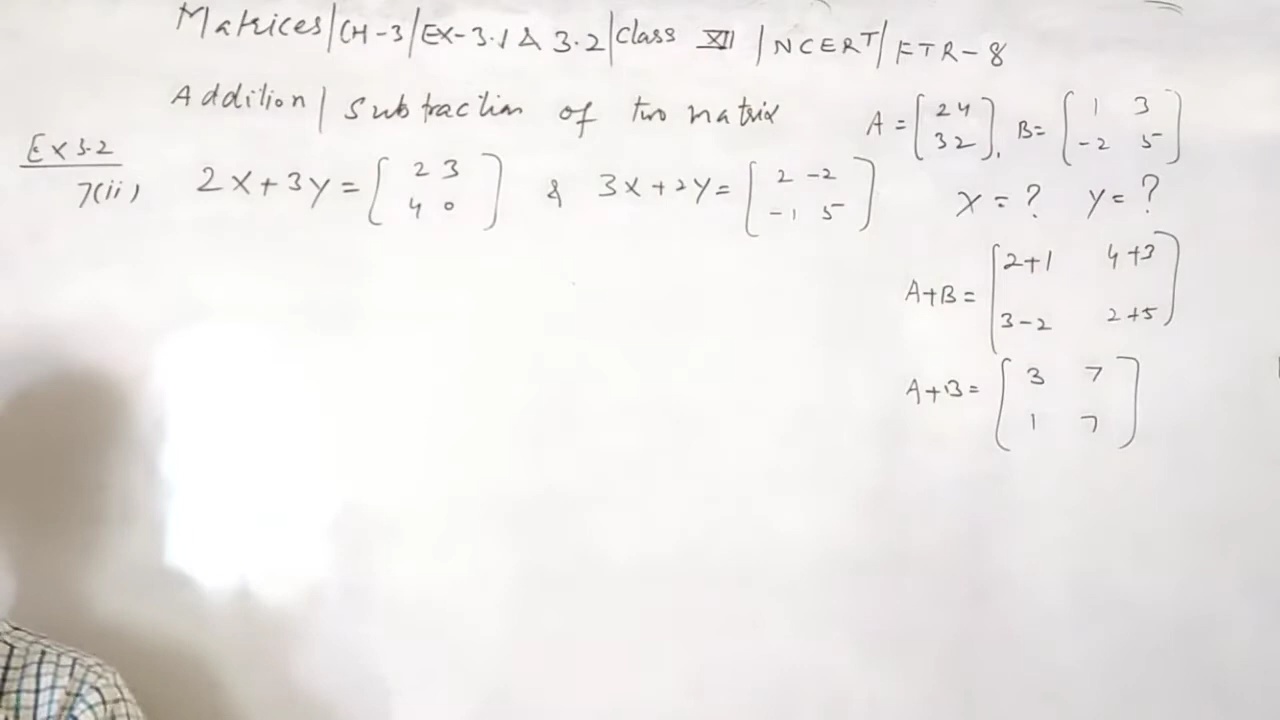 Matrices/CH-3/EX-3.1 & 3.2/Class XII /NCERT/FTR-8
Addition/Subtraction of two matrix
A = [2 4
3 2], B = [1 3
-2 5]
Ex 3.2
7(ii) 2X+3Y = [2 3
4 0] & 3X+2Y = [2 -2
-1 5]
X = ? Y = ?
A+B = [2+1 4+3
3-2 2+5]
A+B = [3 7
1 7]